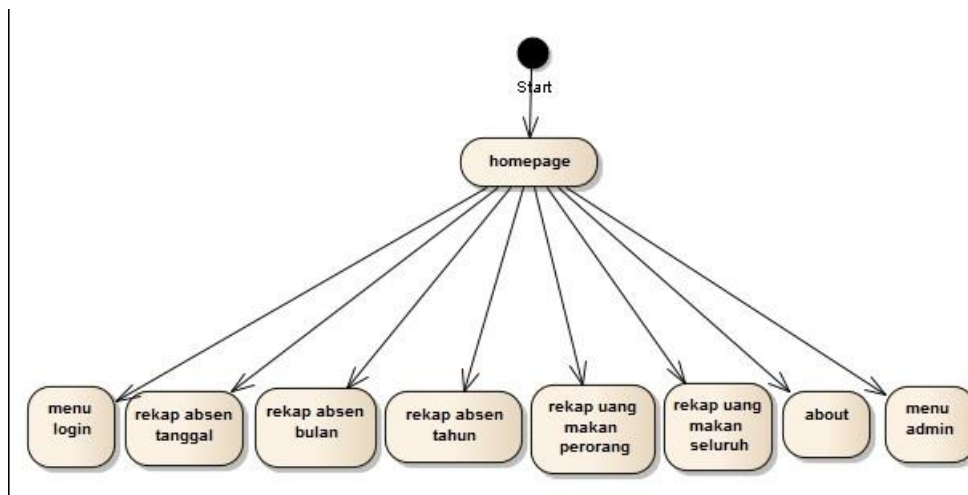 Start
homepage
menu
login
rekap absen
tanggal
rekap absen
bulan
rekap absen
tahun
rekap uang
makan
perorang
rekap uang
makan
seluruh
about
menu
admin